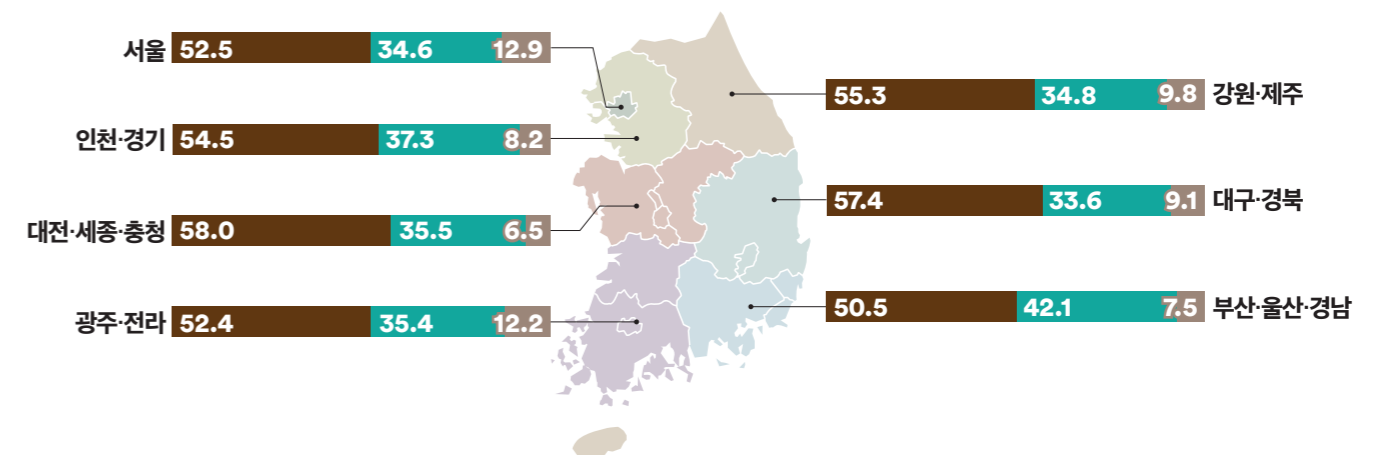 서울 52.5 34.6 12.9
인천·경기 54.5 37.3 8.2
대전·세종·충청 58.0 35.5 6.5
광주·전라 52.4 35.4 12.2
55.3 34.8 9.8 강원·제주
57.4 33.6 9.1 대구·경북
50.5 42.1 7.5 부산·울산·경남